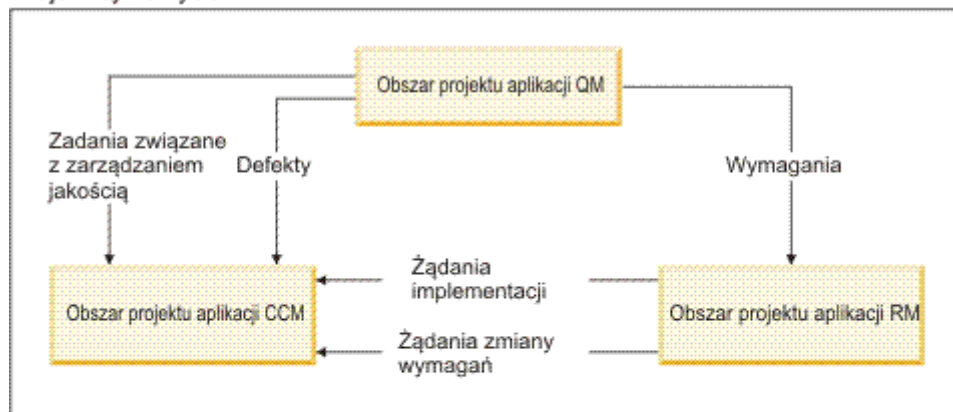 Obszar projektu aplikacji QM
Zadania związane
z zarządzaniem
jakością
Defekty
Wymagania
Żądania
implementacji
Obszar projektu aplikacji CCM
Obszar projektu aplikacji RM
Żądania zmiany
wymagań